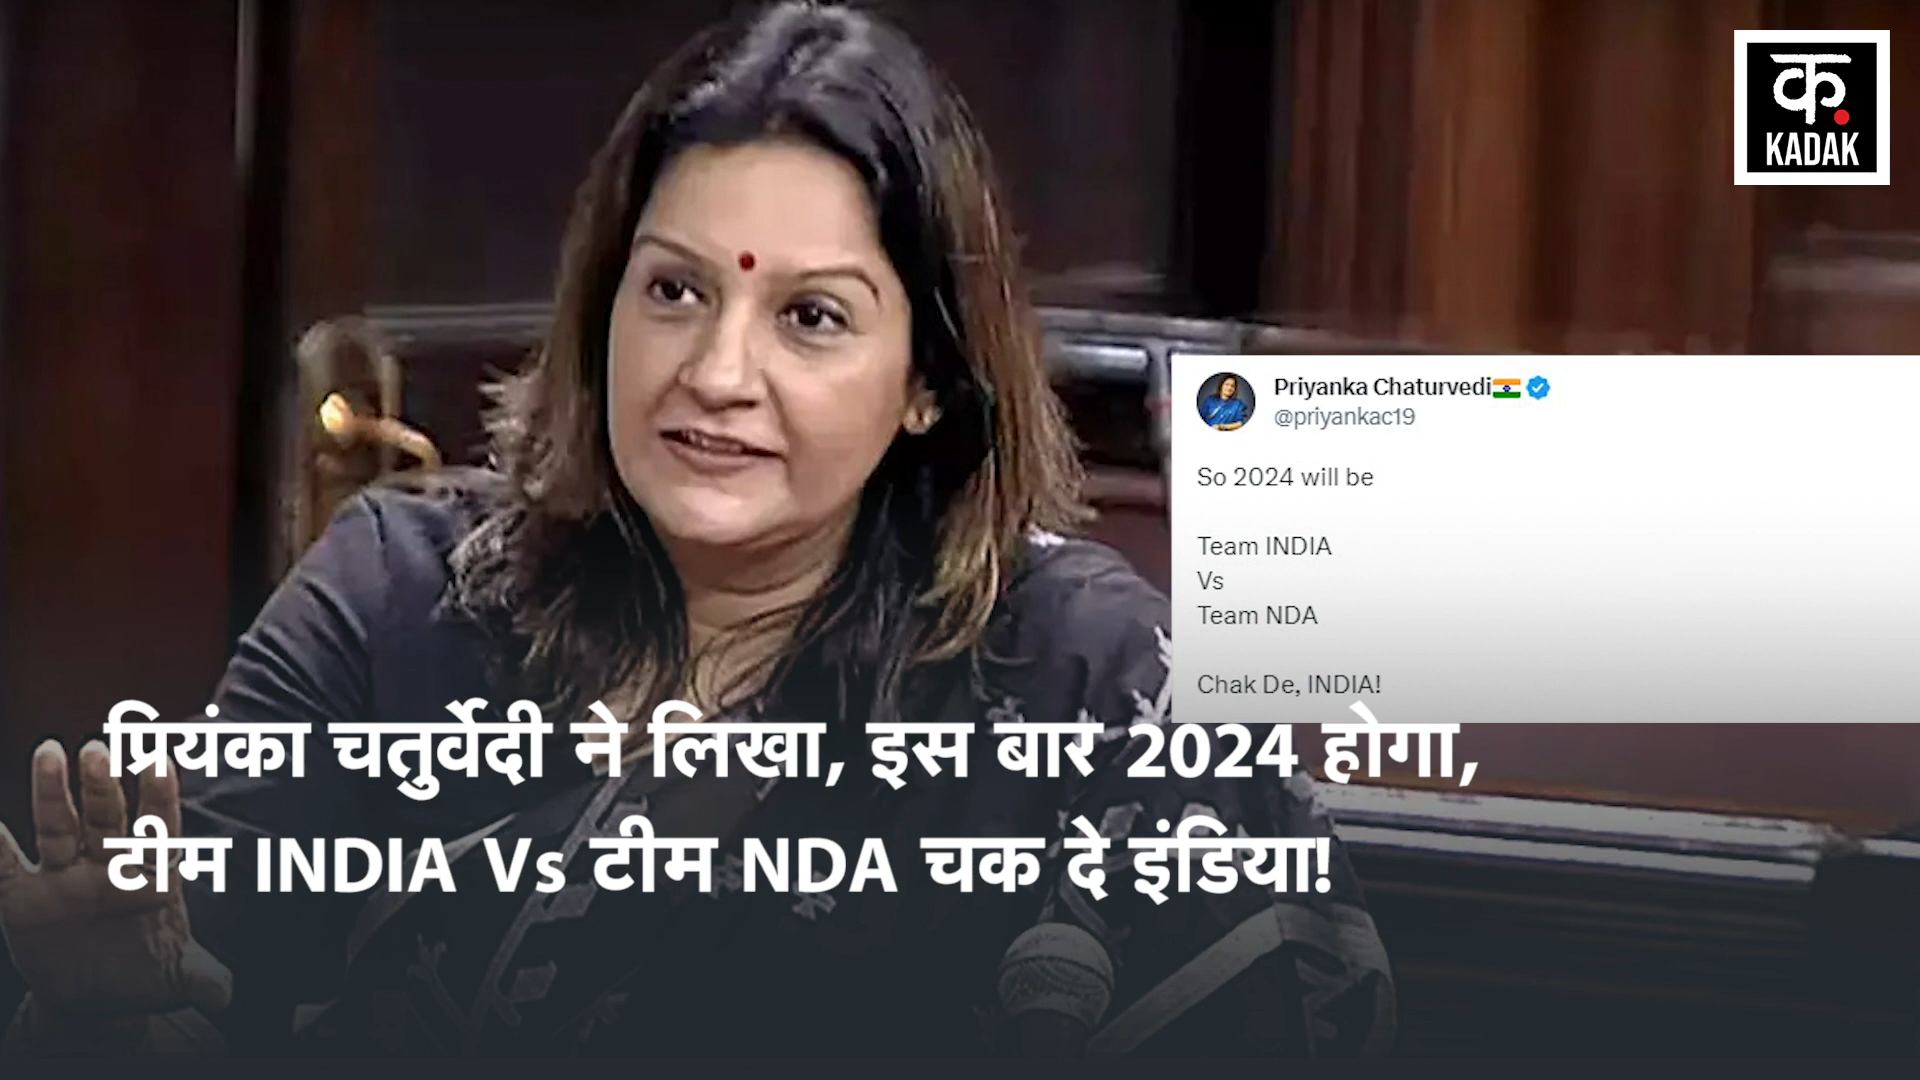 क.
KADAK
Priyanka Chaturvedi
@priyankac19
So 2024 will be
Team INDIA
Vs
Team NDA
Chak De, INDIA!
प्रियंका चतुर्वेदी ने लिखा, इस बार 2024 होगा,
टीम INDIA Vs टीम NDA चक दे इंडिया!